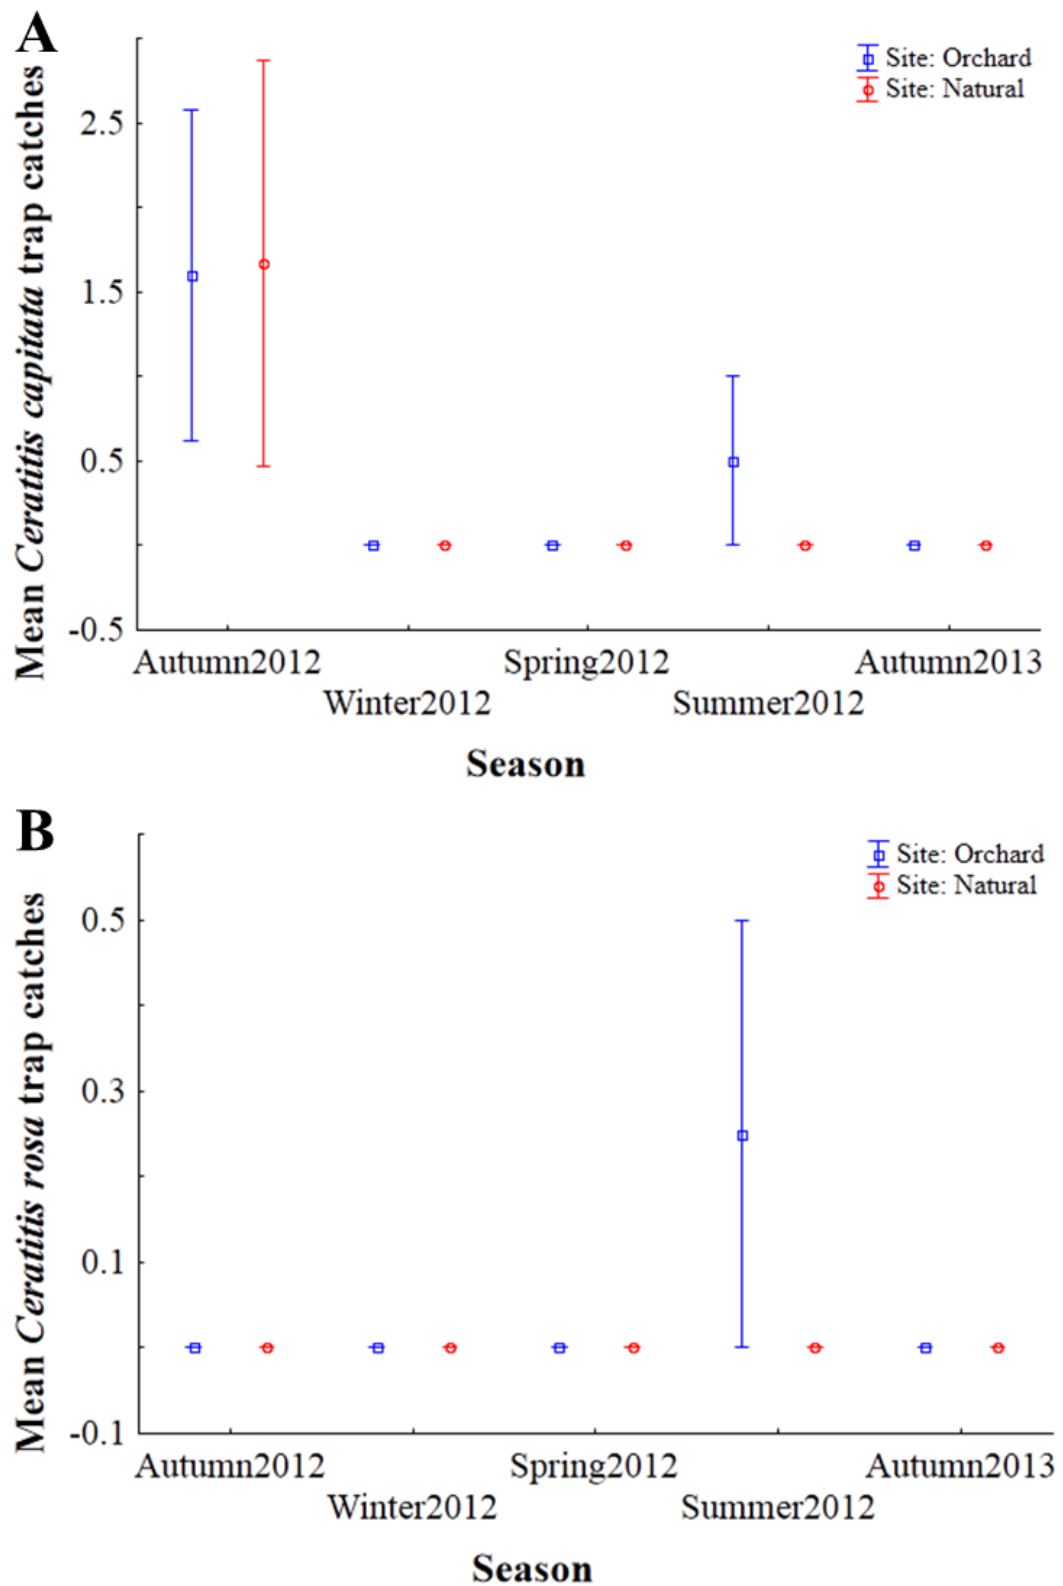 A
Mean Ceratitis capitata trap catches
Site: Orchard
Site: Natural
2.5
1.5
0.5
-0.5
Autumn2012
Winter2012
Spring2012
Summer2012
Autumn2013
Season
B
Mean Ceratitis rosa trap catches
Site: Orchard
Site: Natural
0.5
0.3
0.1
-0.1
Autumn2012
Winter2012
Spring2012
Summer2012
Autumn2013
Season